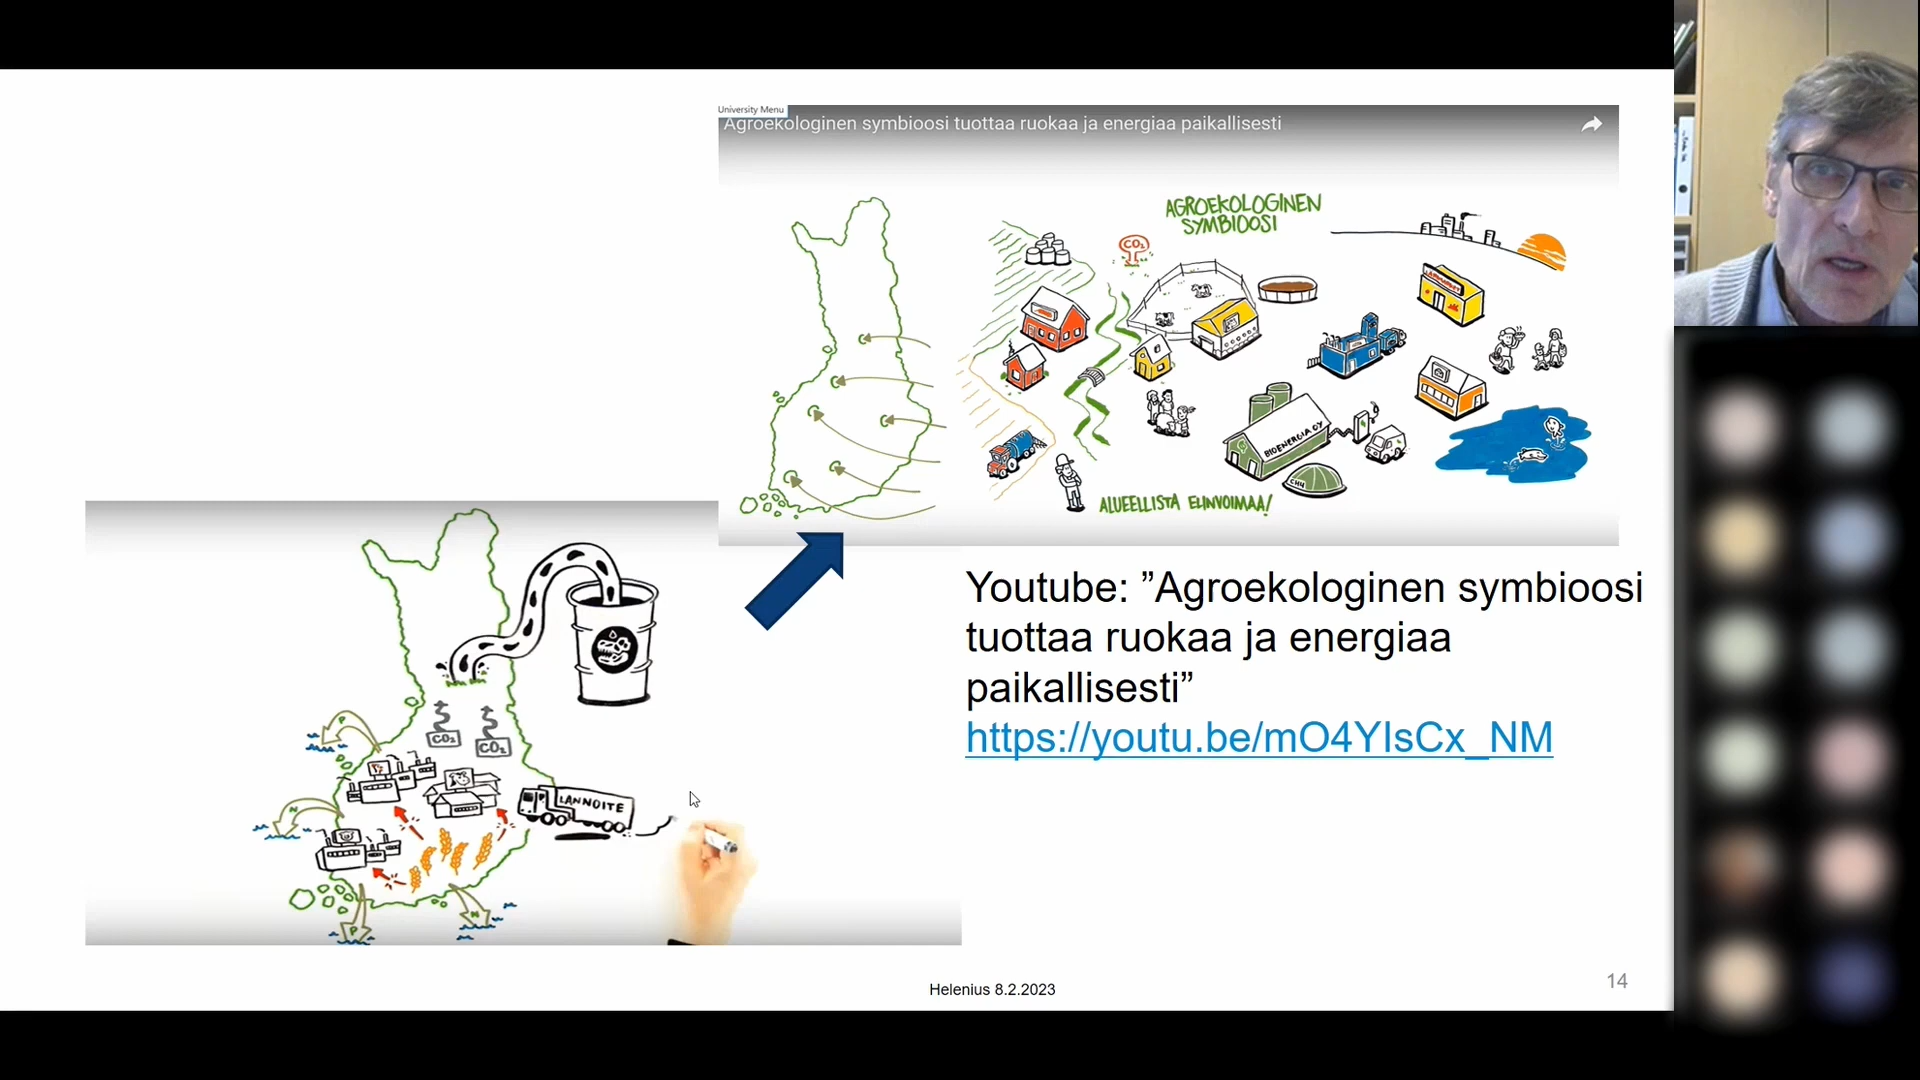 University Menu
Agroekologinen symbioosi tuottaa ruokaa ja energiaa paikallisesti
AGROEKOLOGINEN
SYMBIOOSI
CO₂
BIOENERGIA OY
CH4
ALUEELLISTA ELINVOIMAA!
Youtube: ”Agroekologinen symbioosi
tuottaa ruokaa ja energiaa
paikallisesti”
https://youtu.be/mO4YIsCx_NM
P
CO₂
CO₂
N
LANNOITE
P
N
Helenius 8.2.2023
14